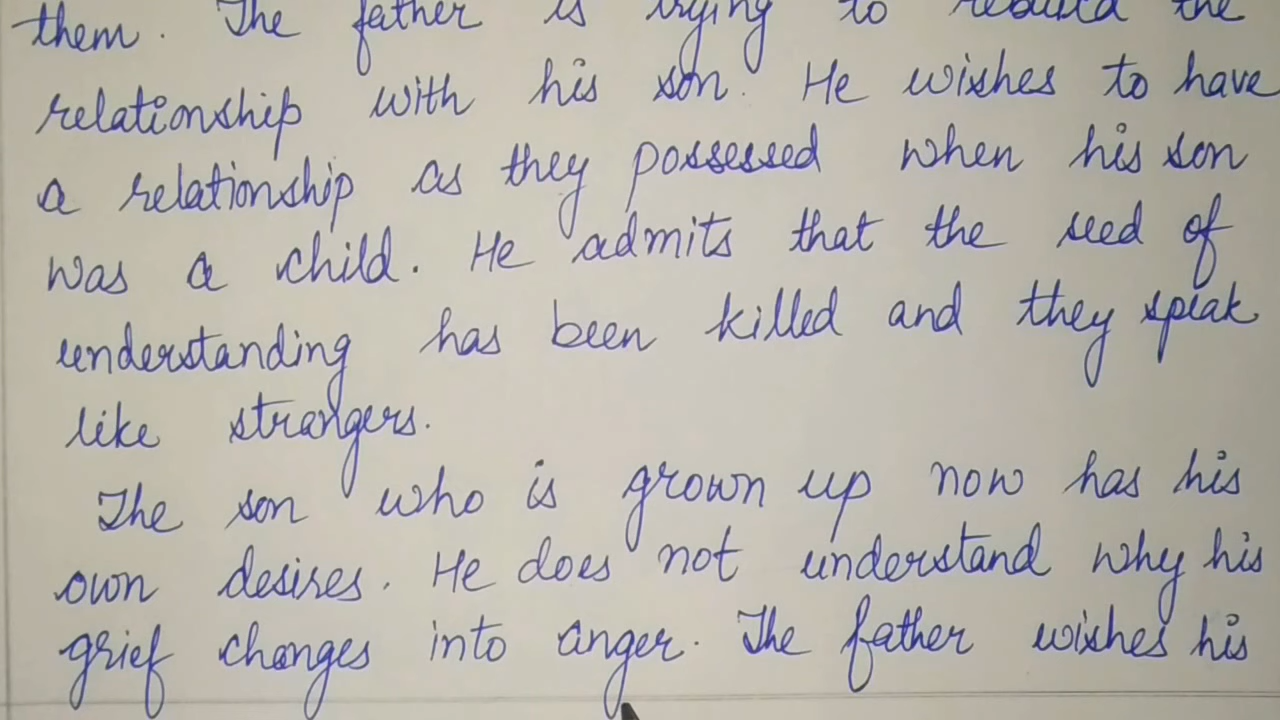 them. The father is trying to rebuild the
relationship with his son. He wishes to have
a relationship as they possessed when his son
was a child. He admits that the seed of
understanding has been killed and they speak
like strangers.
The son who is grown up now has his
own desires. He does not understand why his
grief changes into anger. The father wishes his